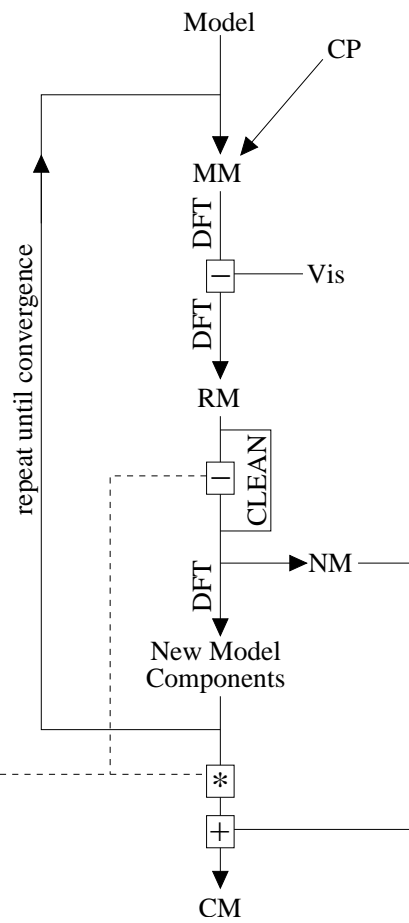 Model
CP
MM
DFT
−
Vis
DFT
RM
repeat until convergence
−
CLEAN
NM
DFT
New Model
Components
*
+
CM